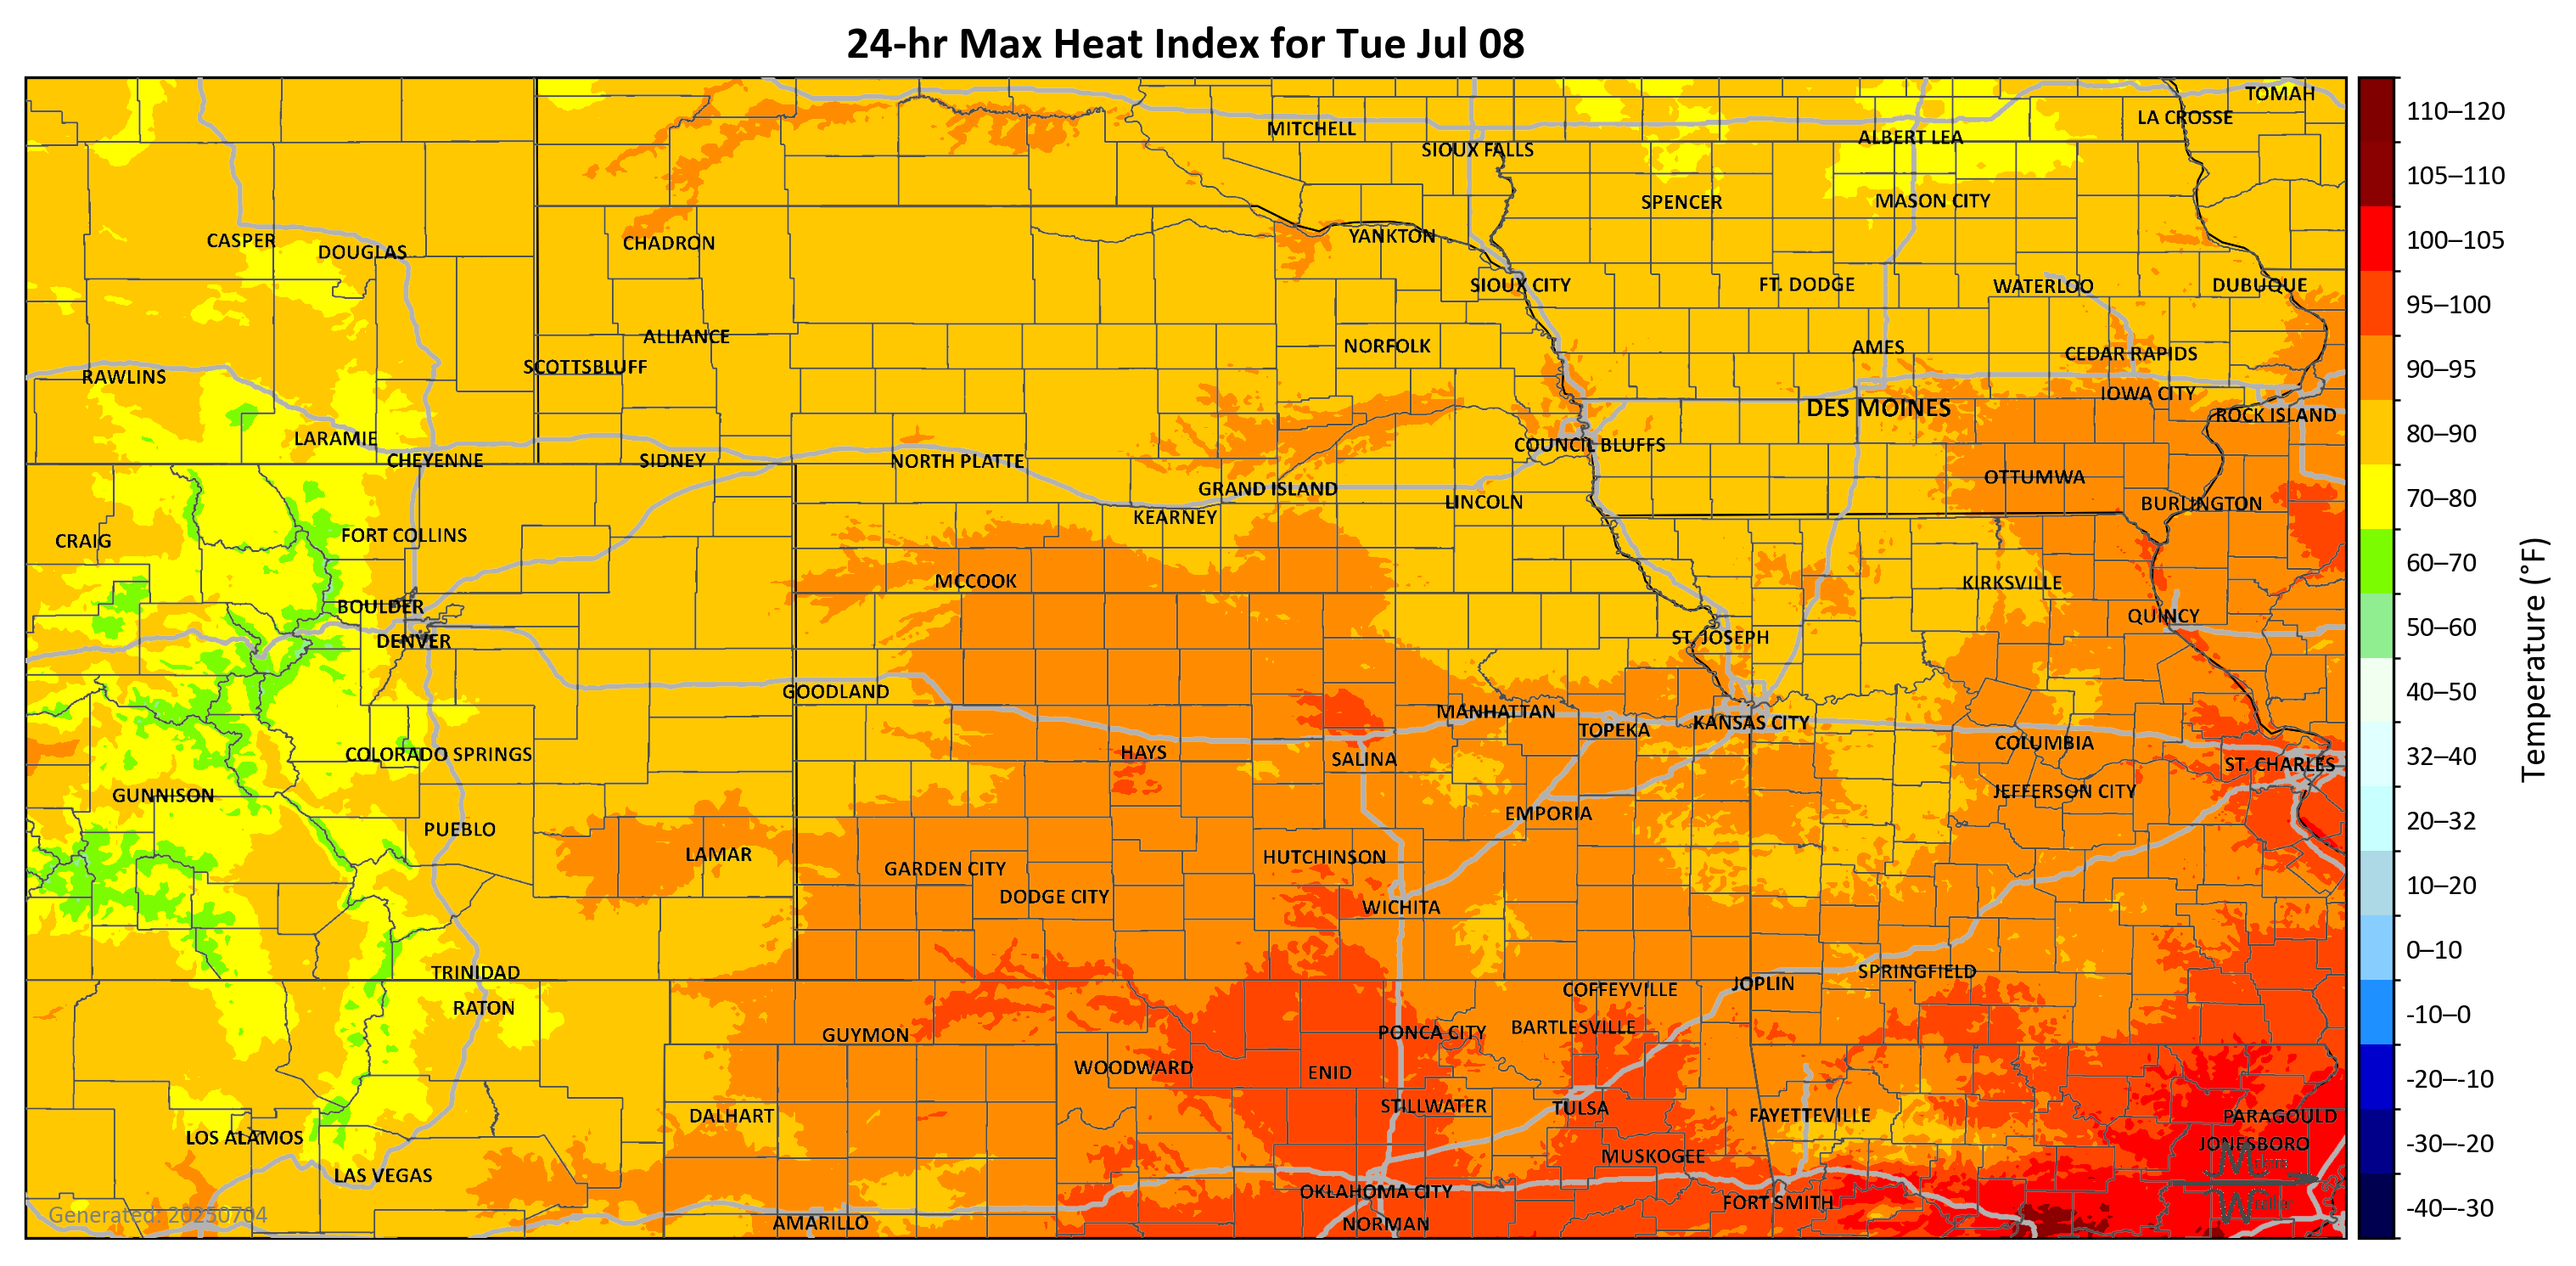 24-hr Max Heat Index for Tue Jul 08
TOMAH
LA CROSSE
MITCHELL
ALBERT LEA
SIOUX FALLS
SPENCER
MASON CITY
CASPER
DOUGLAS
CHADRON
YANKTON
SIOUX CITY
FT. DODGE
WATERLOO
DUBUQUE
ALLIANCE
NORFOLK
AMES
CEDAR RAPIDS
SCOTTSBLUFF
RAWLINS
IOWA CITY
DES MOINES
ROCK ISLAND
LARAMIE
COUNCIL BLUFFS
CHEYENNE
SIDNEY
NORTH PLATTE
OTTUMWA
GRAND ISLAND
LINCOLN
BURLINGTON
KEARNEY
CRAIG
FORT COLLINS
MCCOOK
KIRKSVILLE
BOULDER
QUINCY
DENVER
ST. JOSEPH
GOODLAND
MANHATTAN
TOPEKA
KANSAS CITY
COLUMBIA
COLORADO SPRINGS
HAYS
SALINA
ST. CHARLES
GUNNISON
JEFFERSON CITY
EMPORIA
PUEBLO
LAMAR
HUTCHINSON
GARDEN CITY
DODGE CITY
WICHITA
TRINIDAD
SPRINGFIELD
JOPLIN
COFFEYVILLE
RATON
GUYMON
PONCA CITY
BARTLESVILLE
WOODWARD
ENID
DALHART
STILLWATER
TULSA
FAYETTEVILLE
PARAGOULD
LOS ALAMOS
JONESBORO
MUSKOGEE
LAS VEGAS
OKLAHOMA CITY
FORT SMITH
AMARILLO
NORMAN
Generated: 20250704
110–120
105–110
100–105
95–100
90–95
80–90
70–80
60–70
50–60
40–50
32–40
20–32
10–20
0–10
-10–0
-20–-10
-30–-20
-40–-30
Temperature (°F)